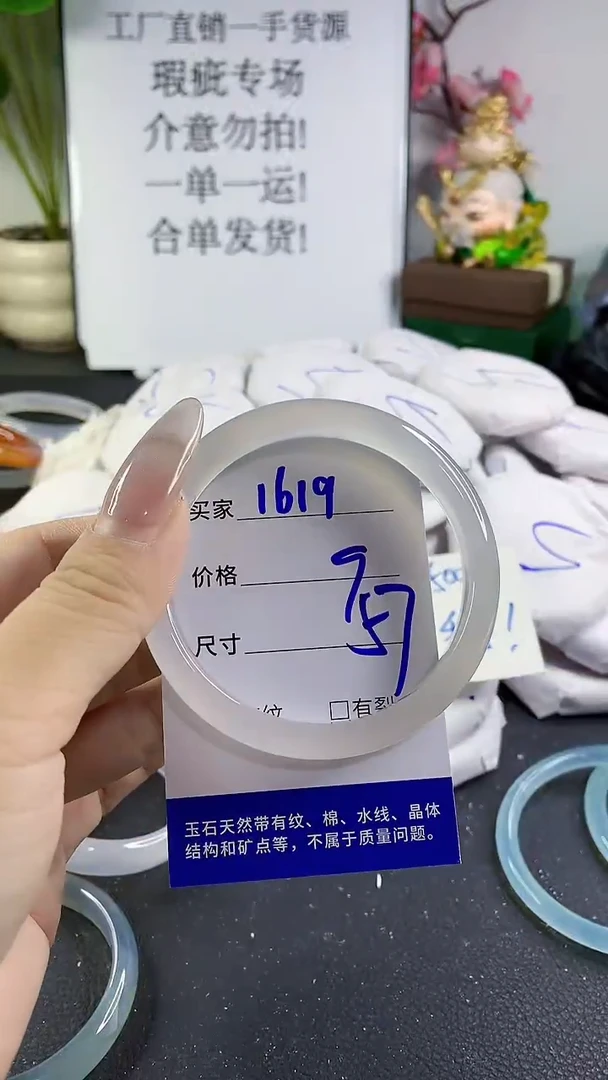 工厂直销一手货源
瑕疵专场
介意勿拍!
一单一运!
合单发货!
买家 1619
价格
尺寸 57
纹 □有裂
玉石天然带有纹、棉、水线、晶体
结构和矿点等，不属于质量问题。